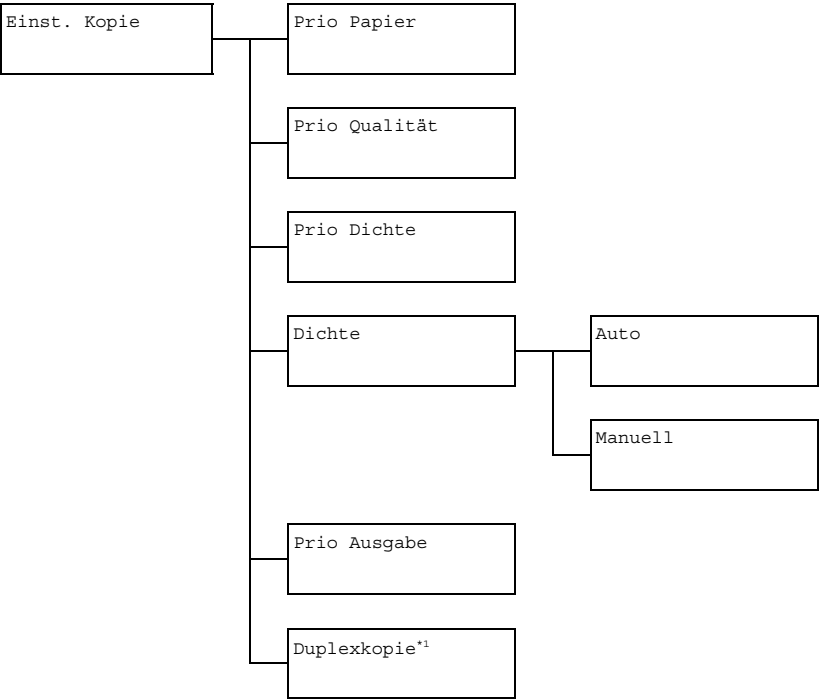 Einst. Kopie
Prio Papier
Prio Qualität
Prio Dichte
Dichte
Auto
Manuell
Prio Ausgabe
Duplexkopie*1